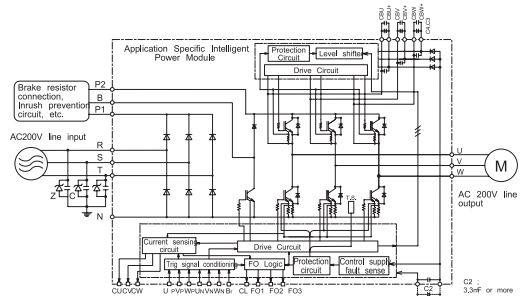 CBU-
CBU+
CBV-
CBV+
CBW-
CBW+
C4,C3
Application Specific Intelligent
Power Module
Protection
Circuit
Level shifter
Drive Circuit
Brake resistor
connection,
Inrush prevention
circuit, etc.
P2
B
P1
AC200V line input
R
S
T
Z
C
N
T.S.
U
V
W
M
AC 200V line
output
Current sensing
circuit
Drive Curcuit
Trig signal conditioning
FO Logic
Protection
circuit
Control supply
fault sense
CUCVCW
U PVPWPUNVNWN Br
CL FO1 FO2 FO3
C2
C2 :
3,3nF or more